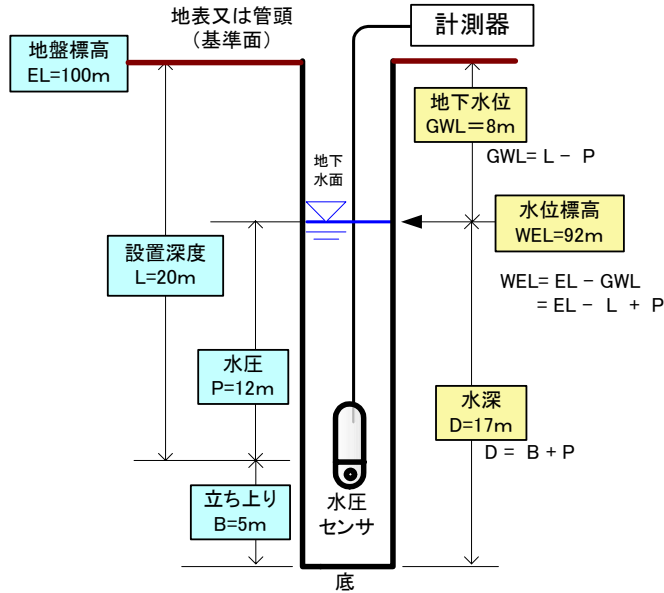 地表又は管頭
(基準面)
計測器
地盤標高
EL=100m
地下水位
GWL=8m
GWL= L - P
地下
水面
水位標高
WEL=92m
WEL= EL - GWL
= EL - L + P
設置深度
L=20m
水圧
P=12m
水深
D=17m
D = B + P
立ち上り
B=5m
水圧
センサ
底